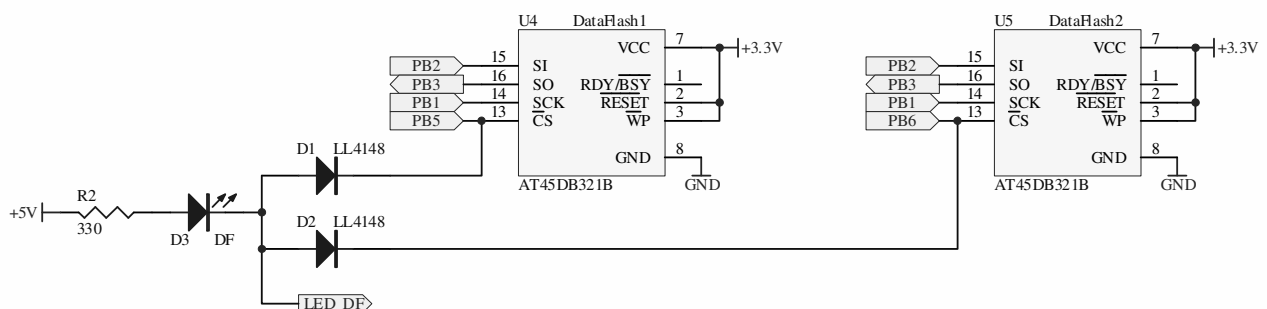 U4 DataFlash1
PB2 15 SI
PB3 16 SO
PB1 14 SCK
PB5 13 CS
VCC 7 +3.3V
RDY/BSY 1
RESET 2
WP 3
GND 8
GND
AT45DB321B
U5 DataFlash2
PB2 15 SI
PB3 16 SO
PB1 14 SCK
PB6 13 CS
VCC 7 +3.3V
RDY/BSY 1
RESET 2
WP 3
GND 8
GND
AT45DB321B
D1 LL4148
R2
+5V
330
D3 DF
D2 LL4148
LED DF